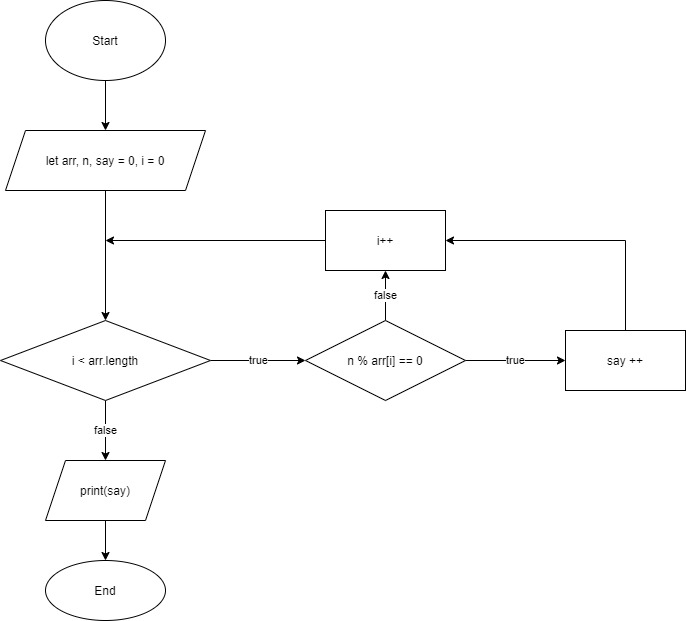 Start
let arr, n, say = 0, i = 0
i++
false
i < arr.length
true
n % arr[i] == 0
true
say ++
false
print(say)
End